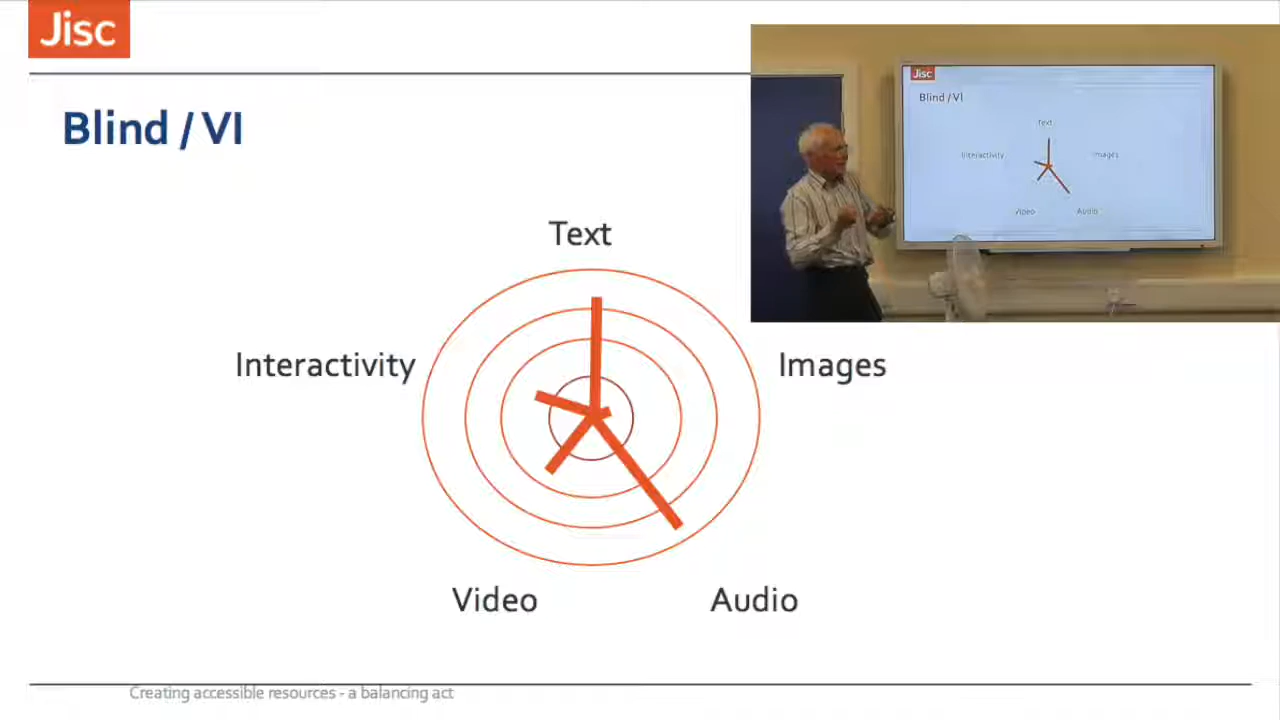 Jisc
Blind / VI
Text
Interactivity
Images
Video
Audio
Creating accessible resources - a balancing act
Jisc
Blind / VI
Text
Interactivity
Images
Video
Audio